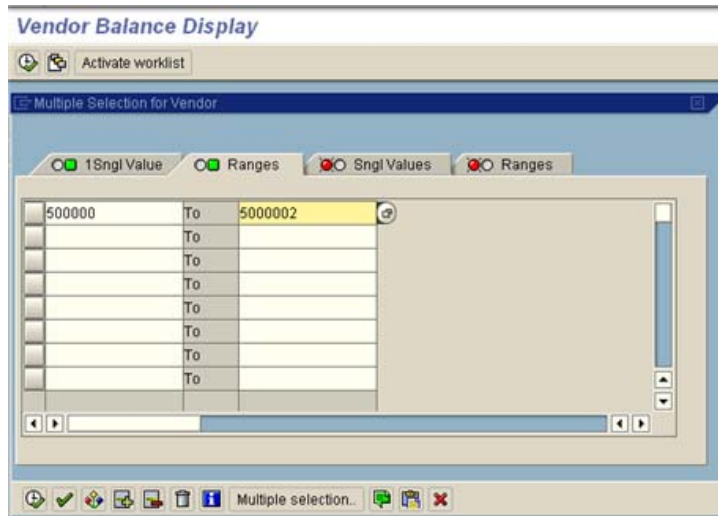 Vendor Balance Display
Activate worklist
Multiple Selection for Vendor
1Sngl Value Ranges Sngl Values Ranges
500000 To 5000002
To
To
To
To
To
To
To
Multiple selection..